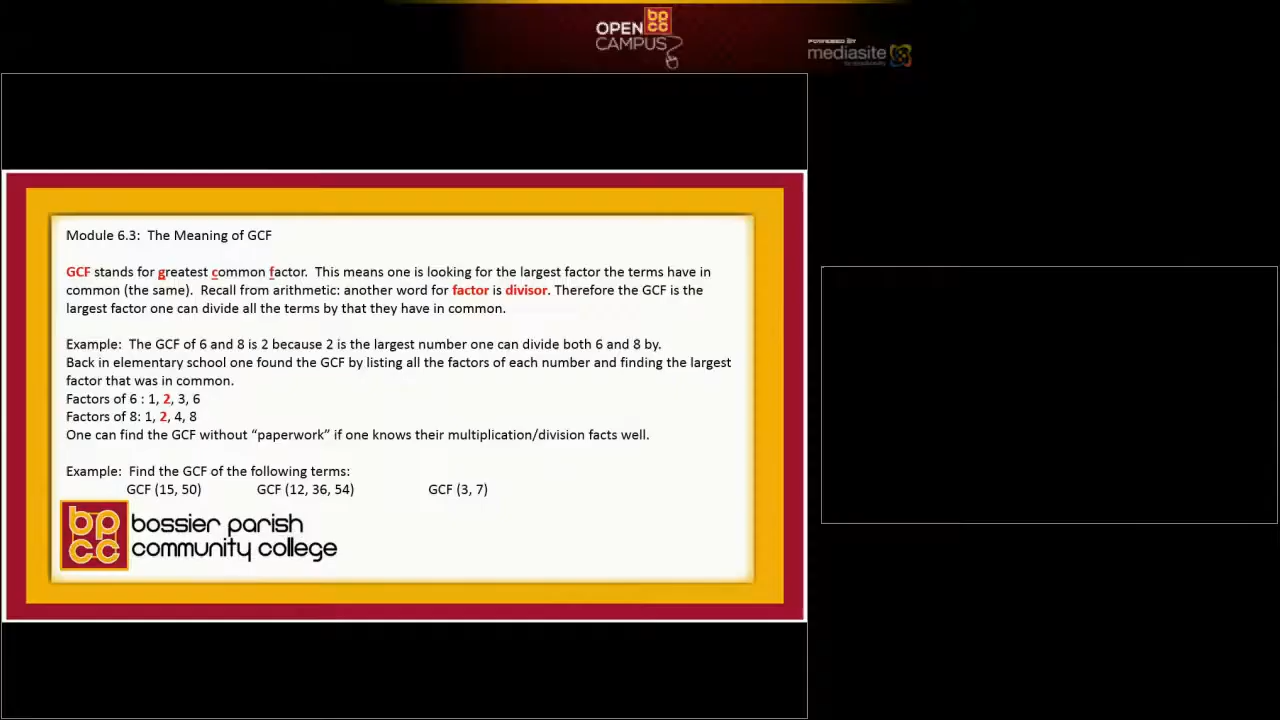 OPEN bp cc
CAMPUS
POWERED BY
mediasite
Module 6.3:  The Meaning of GCF
GCF stands for greatest common factor.  This means one is looking for the largest factor the terms have in
common (the same).  Recall from arithmetic: another word for factor is divisor. Therefore the GCF is the
largest factor one can divide all the terms by that they have in common.
Example:  The GCF of 6 and 8 is 2 because 2 is the largest number one can divide both 6 and 8 by.
Back in elementary school one found the GCF by listing all the factors of each number and finding the largest
factor that was in common.
Factors of 6 : 1, 2, 3, 6
Factors of 8: 1, 2, 4, 8
One can find the GCF without “paperwork” if one knows their multiplication/division facts well.
Example:  Find the GCF of the following terms:
GCF (15, 50) GCF (12, 36, 54) GCF (3, 7)
bp bossier parish
cc community college